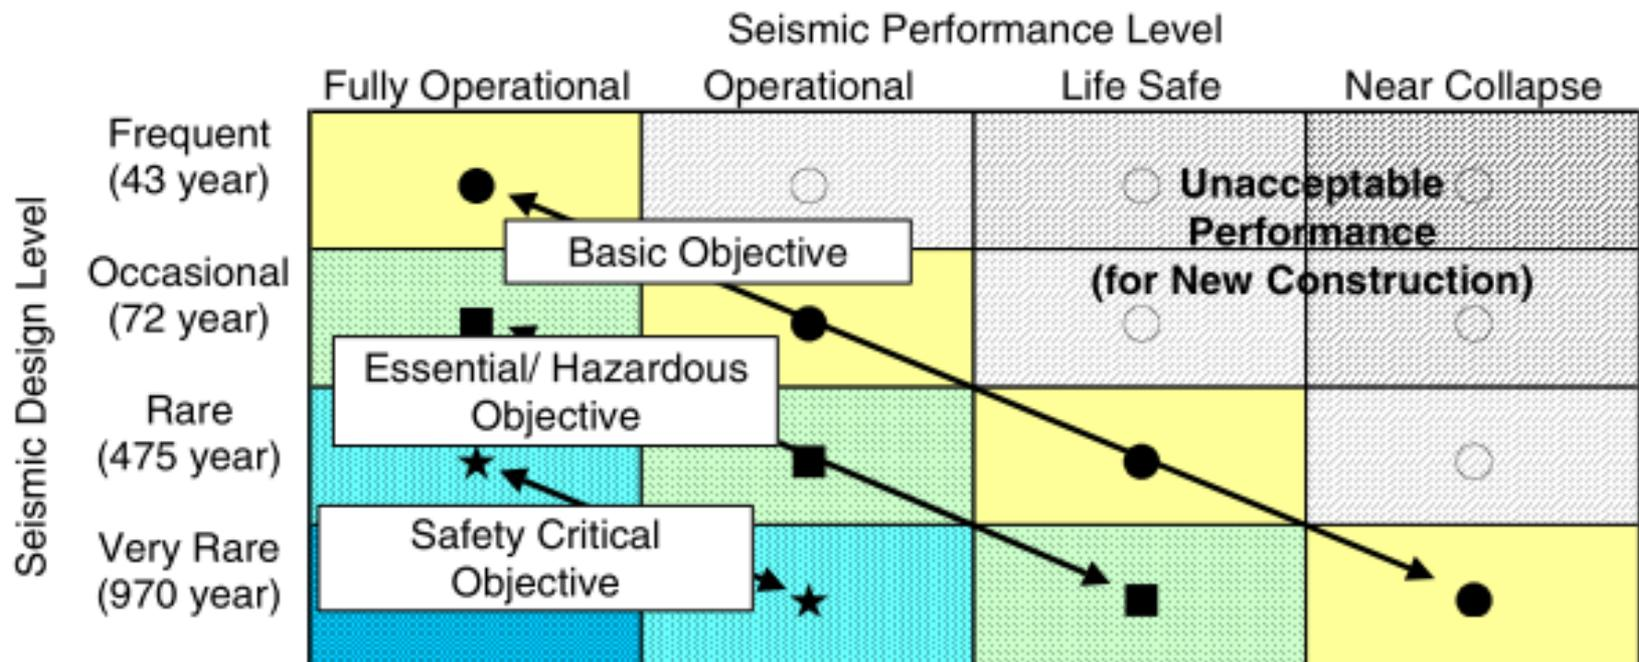 Seismic Performance Level
Fully Operational Operational Life Safe Near Collapse
Seismic Design Level
Frequent
(43 year)
Basic Objective
Unacceptable
Performance
(for New Construction)
Occasional
(72 year)
Essential/ Hazardous
Objective
Rare
(475 year)
Safety Critical
Objective
Very Rare
(970 year)